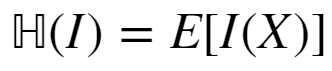 ℍ(I) = E[I(X)]